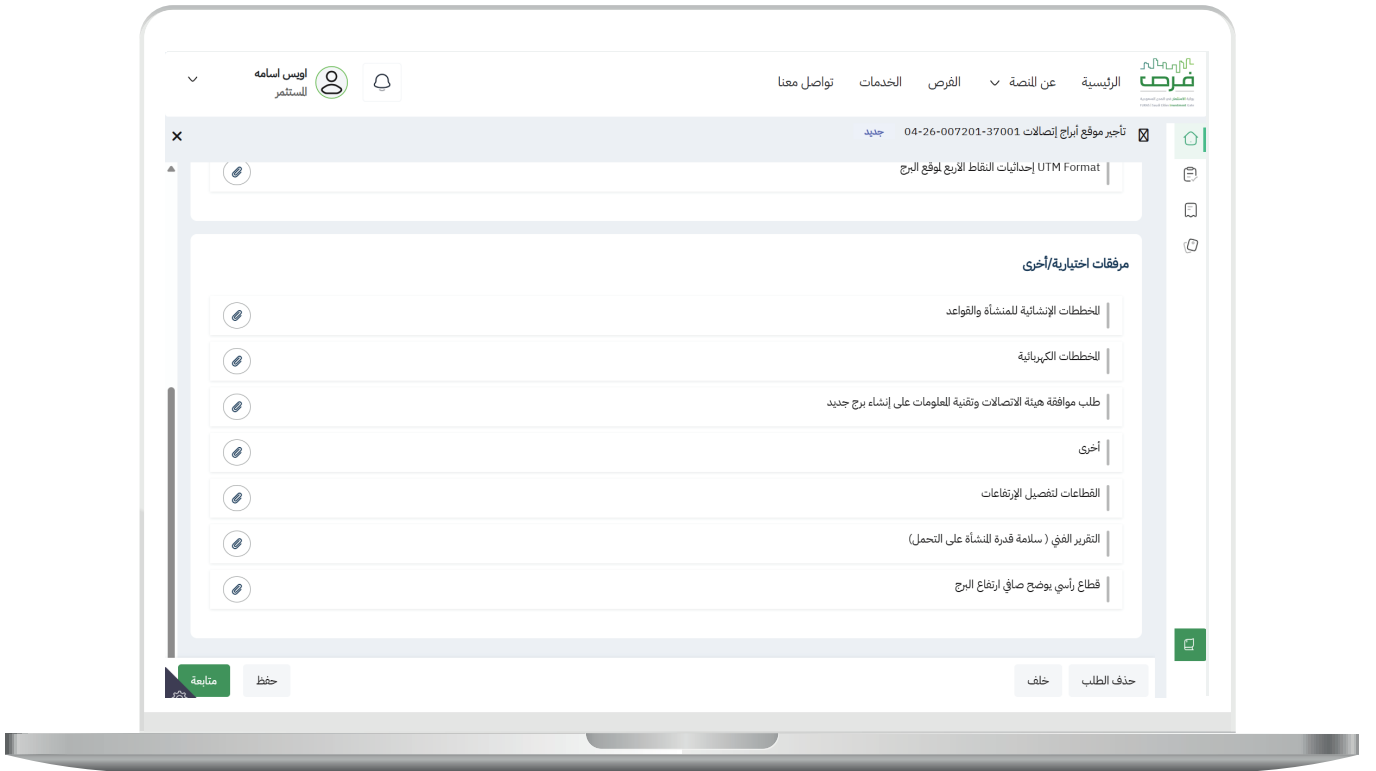 فرص
الرئيسية
عن المنصة
الفرص
الخدمات
تواصل معنا
اويس اسامه
المستثمر
تأجير موقع أبراج إتصالات 37001-007201-26-04 جديد
UTM Format إحداثيات النقاط الأربع لموقع البرج
مرفقات اختيارية/أخرى
المخططات الإنشائية للمنشأة والقواعد
المخططات الكهربائية
طلب موافقة هيئة الاتصالات وتقنية المعلومات على إنشاء برج جديد
أخرى
القطاعات لتفصيل الإرتفاعات
التقرير الفني ( سلامة قدرة المنشأة على التحمل)
قطاع رأسي يوضح صافي ارتفاع البرج
حذف الطلب
خلف
حفظ
متابعة